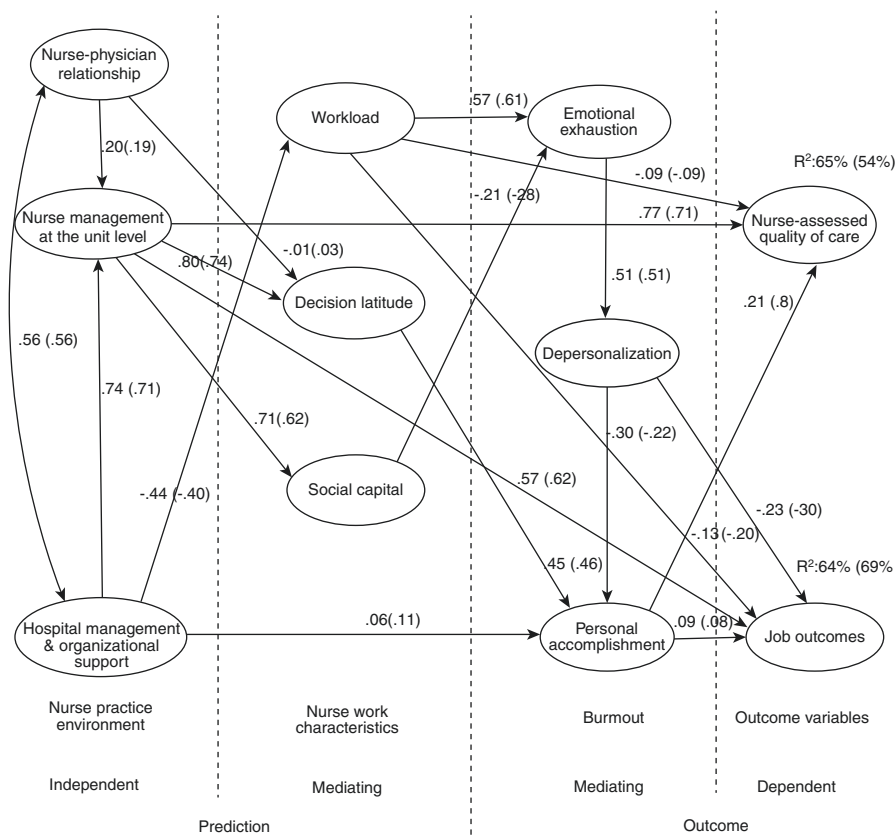 Nurse-physician
relationship
Workload
57 (.61)
Emotional
exhaustion
.20(.19)
-.09 (-.09)
R²:65% (54%)
-.21 (-28)
Nurse management
at the unit level
.77 (.71)
Nurse-assessed
quality of care
-.01(.03)
.80(.74)
.51 (.51)
.21 (.8)
Decision latitude
.56 (.56)
Depersonalization
.74 (.71)
.71(.62)
-.30 (-.22)
.57 (.62)
-.44 (-.40)
Social capital
-.23 (-30)
-.13 (-.20)
.45 (.46)
R²:64% (69%
Hospital management
& organizational
support
.06(.11)
Personal
accomplishment
.09 (.08)
Job outcomes
Nurse practice
environment
Nurse work
characteristics
Burmout
Outcome variables
Independent
Mediating
Mediating
Dependent
Prediction
Outcome